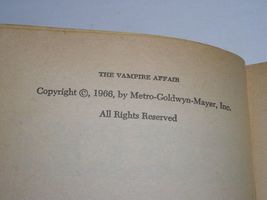 THE VAMPIRE AFFAIR
Copyright ©, 1966, by Metro-Goldwyn-Mayer, Inc.
All Rights Reserved